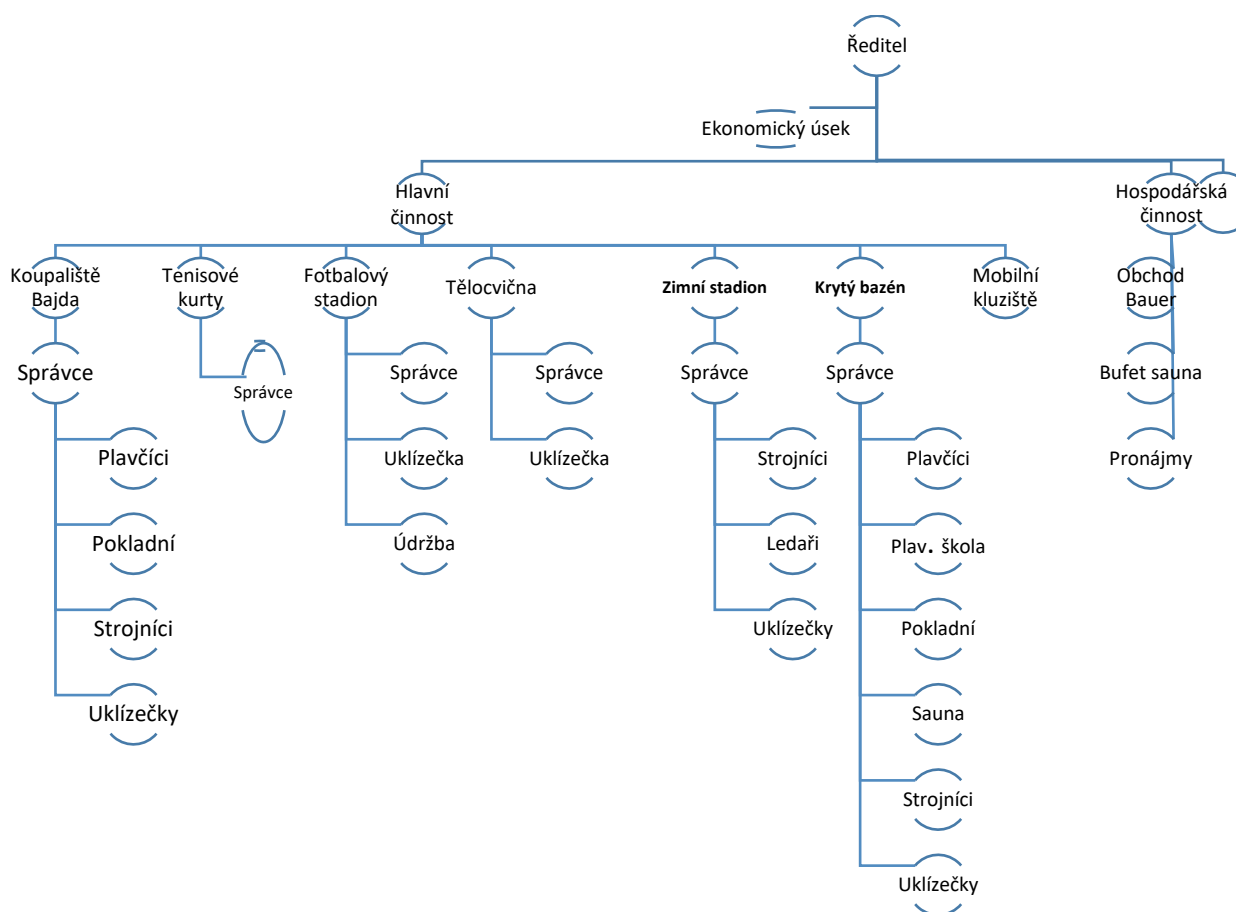 Ředitel
Ekonomický úsek
Hlavní
činnost
Hospodářská
činnost
Koupaliště
Bajda
Tenisové
kurty
Fotbalový
stadion
Tělocvična
Zimní stadion
Krytý bazén
Mobilní
kluziště
Obchod
Bauer
Správce
Správce
Správce
Správce
Správce
Správce
Bufet sauna
Plavčíci
Uklízečka
Uklízečka
Strojníci
Plavčíci
Pronájmy
Pokladní
Údržba
Ledaři
Plav. škola
Strojníci
Uklízečky
Pokladní
Uklízečky
Sauna
Strojníci
Uklízečky